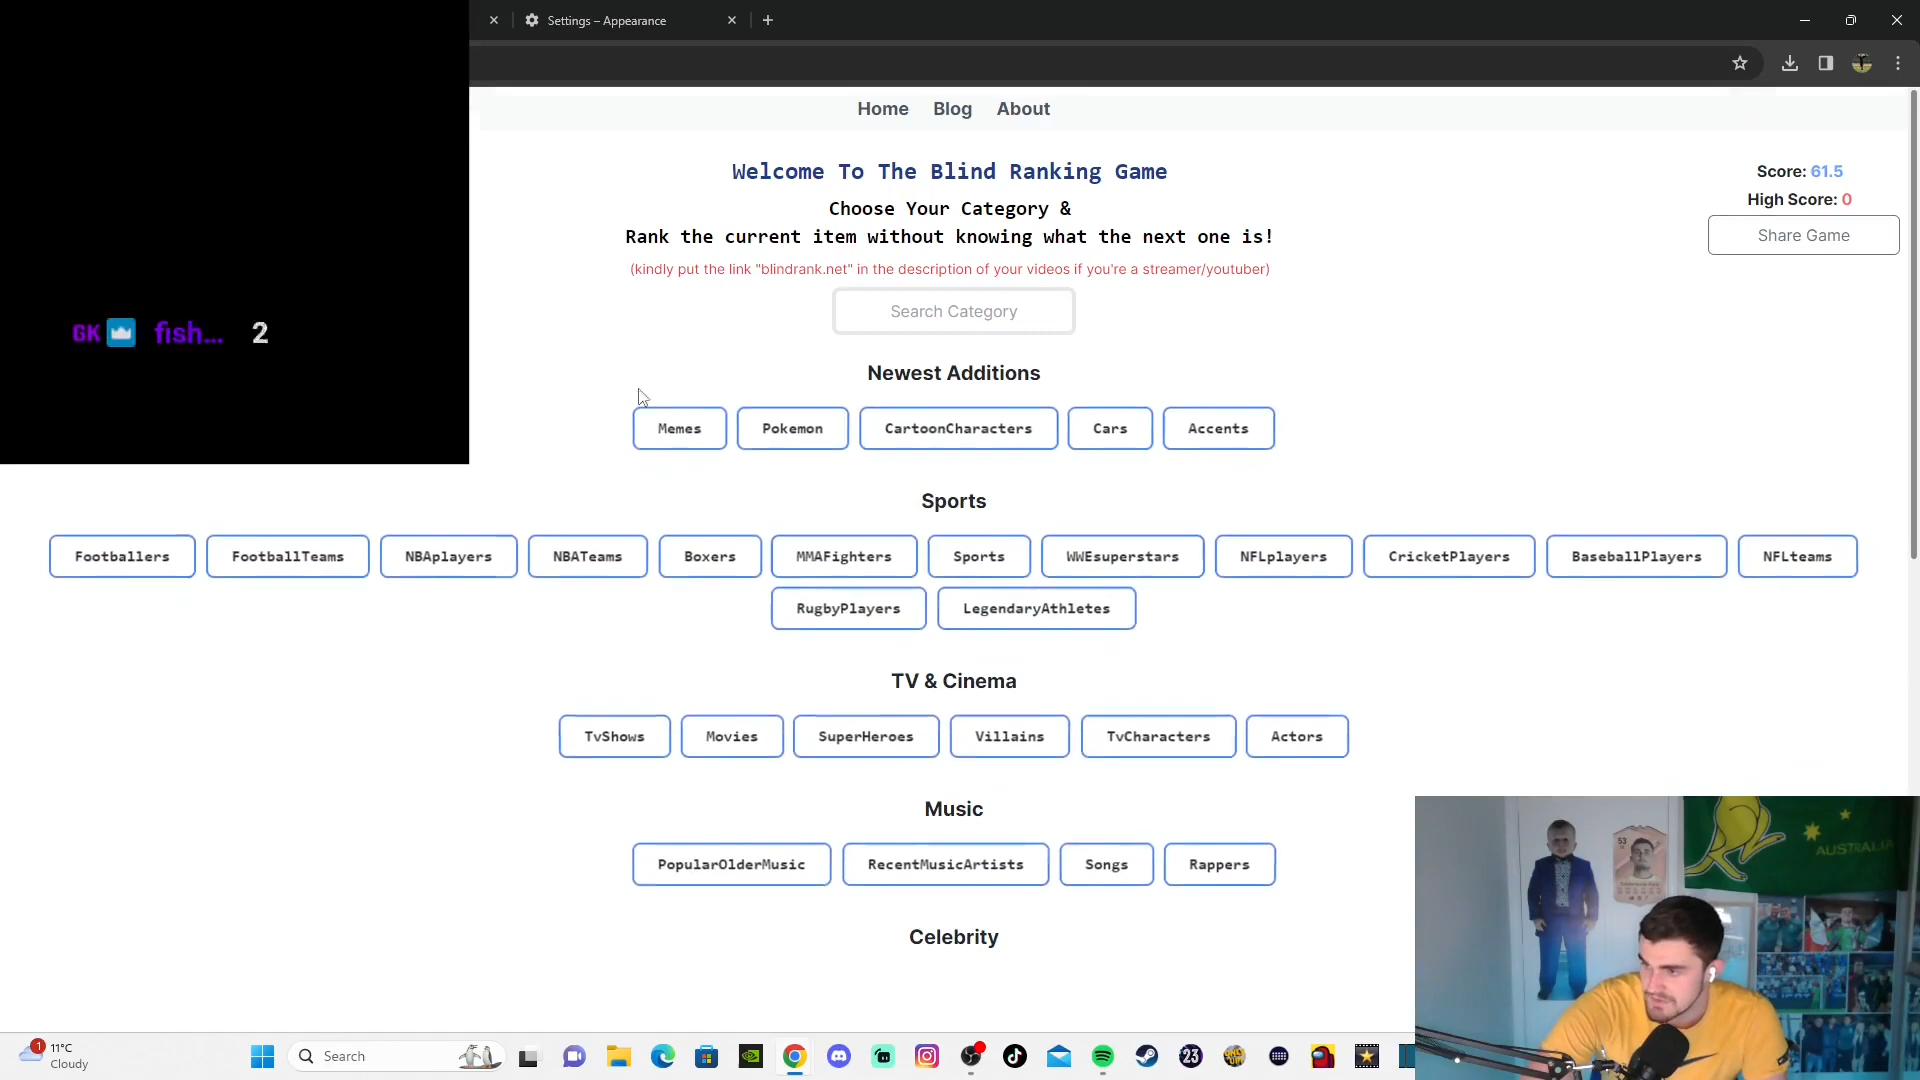 Settings – Appearance
Home Blog About
Welcome To The Blind Ranking Game
Choose Your Category &
Rank the current item without knowing what the next one is!
(kindly put the link "blindrank.net" in the description of your videos if you're a streamer/youtuber)
Score: 61.5
High Score: 0
Share Game
Search Category
GK fish... 2
Newest Additions
Memes Pokemon CartoonCharacters Cars Accents
Sports
Footballers FootballTeams NBAplayers NBATeams Boxers MMAFighters Sports WWEsuperstars NFLplayers CricketPlayers BaseballPlayers NFLteams
RugbyPlayers LegendaryAthletes
TV & Cinema
TvShows Movies SuperHeroes Villains TvCharacters Actors
Music
PopularOlderMusic RecentMusicArtists Songs Rappers
Celebrity
53
AUSTRALIA
1
11°C
Cloudy
Search
23